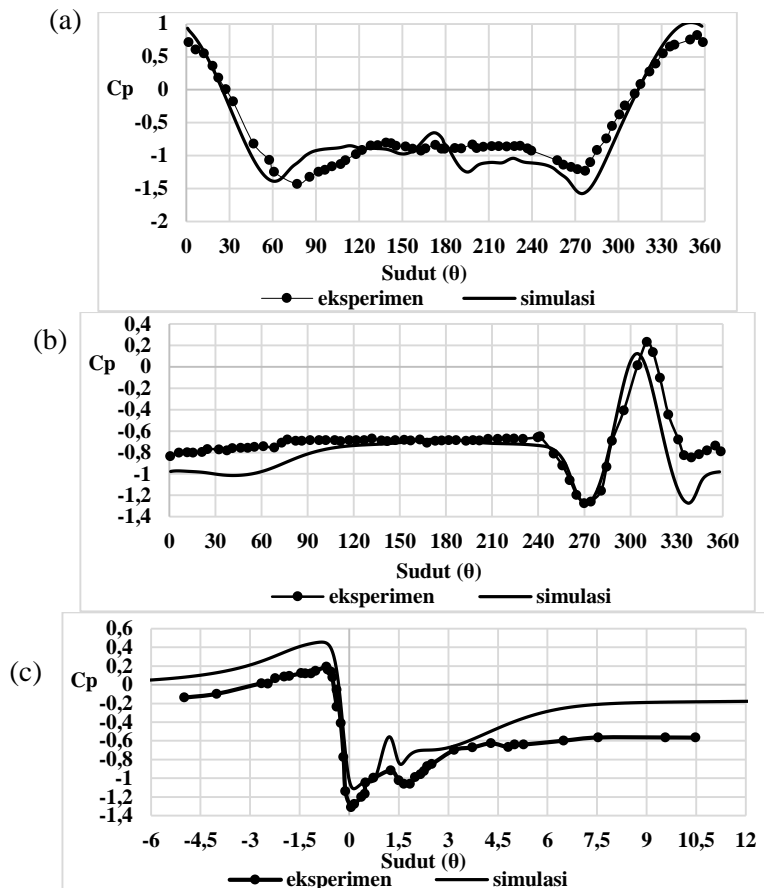 (a)
1
0,5
0
Cp
-0,5
-1
-1,5
-2
0 30 60 90 120 150 180 210 240 270 300 330 360
Sudut (θ)
eksperimen simulasi
(b)
0,4
0,2
Cp 0
-0,2
-0,4
-0,6
-0,8
-1
-1,2
-1,4
0 30 60 90 120 150 180 210 240 270 300 330 360
Sudut (θ)
eksperimen simulasi
(c)
0,6
0,4
0,2
Cp 0
-0,2
-0,4
-0,6
-0,8
-1
-1,2
-1,4
-6 -4,5 -3 -1,5 0 1,5 3 4,5 6 7,5 9 10,5 12
Sudut (θ)
eksperimen simulasi